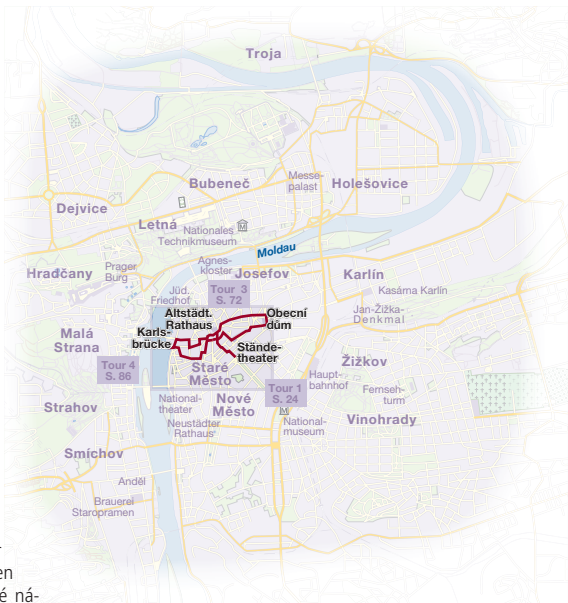 Troja
Messe-
palast
Bubeneč
Holešovice
Dejvice
Letná
Nationales
Technikmuseum
Moldau
Agnes-
kloster
Josefov
Karlín
Hradčany
Prager
Burg
Jüd.
Friedhof
Tour 3
S. 72
Kasárna Karlín
Jan-Žižka-
Denkmal
Altstädt.
Rathaus
Obecní
dům
Karls-
brücke
Malá
Strana
Stände-
theater
Tour 4
S. 86
Staré
Město
Žižkov
Haupt-
bahnhof
Fernseh-
turm
Tour 1
S. 24
Strahov
National-
theater
Nové
Město
Neustädter
Rathaus
National-
museum
Vinohrady
Smíchov
Anděl
Brauerei
Staropramen
en
é ná-